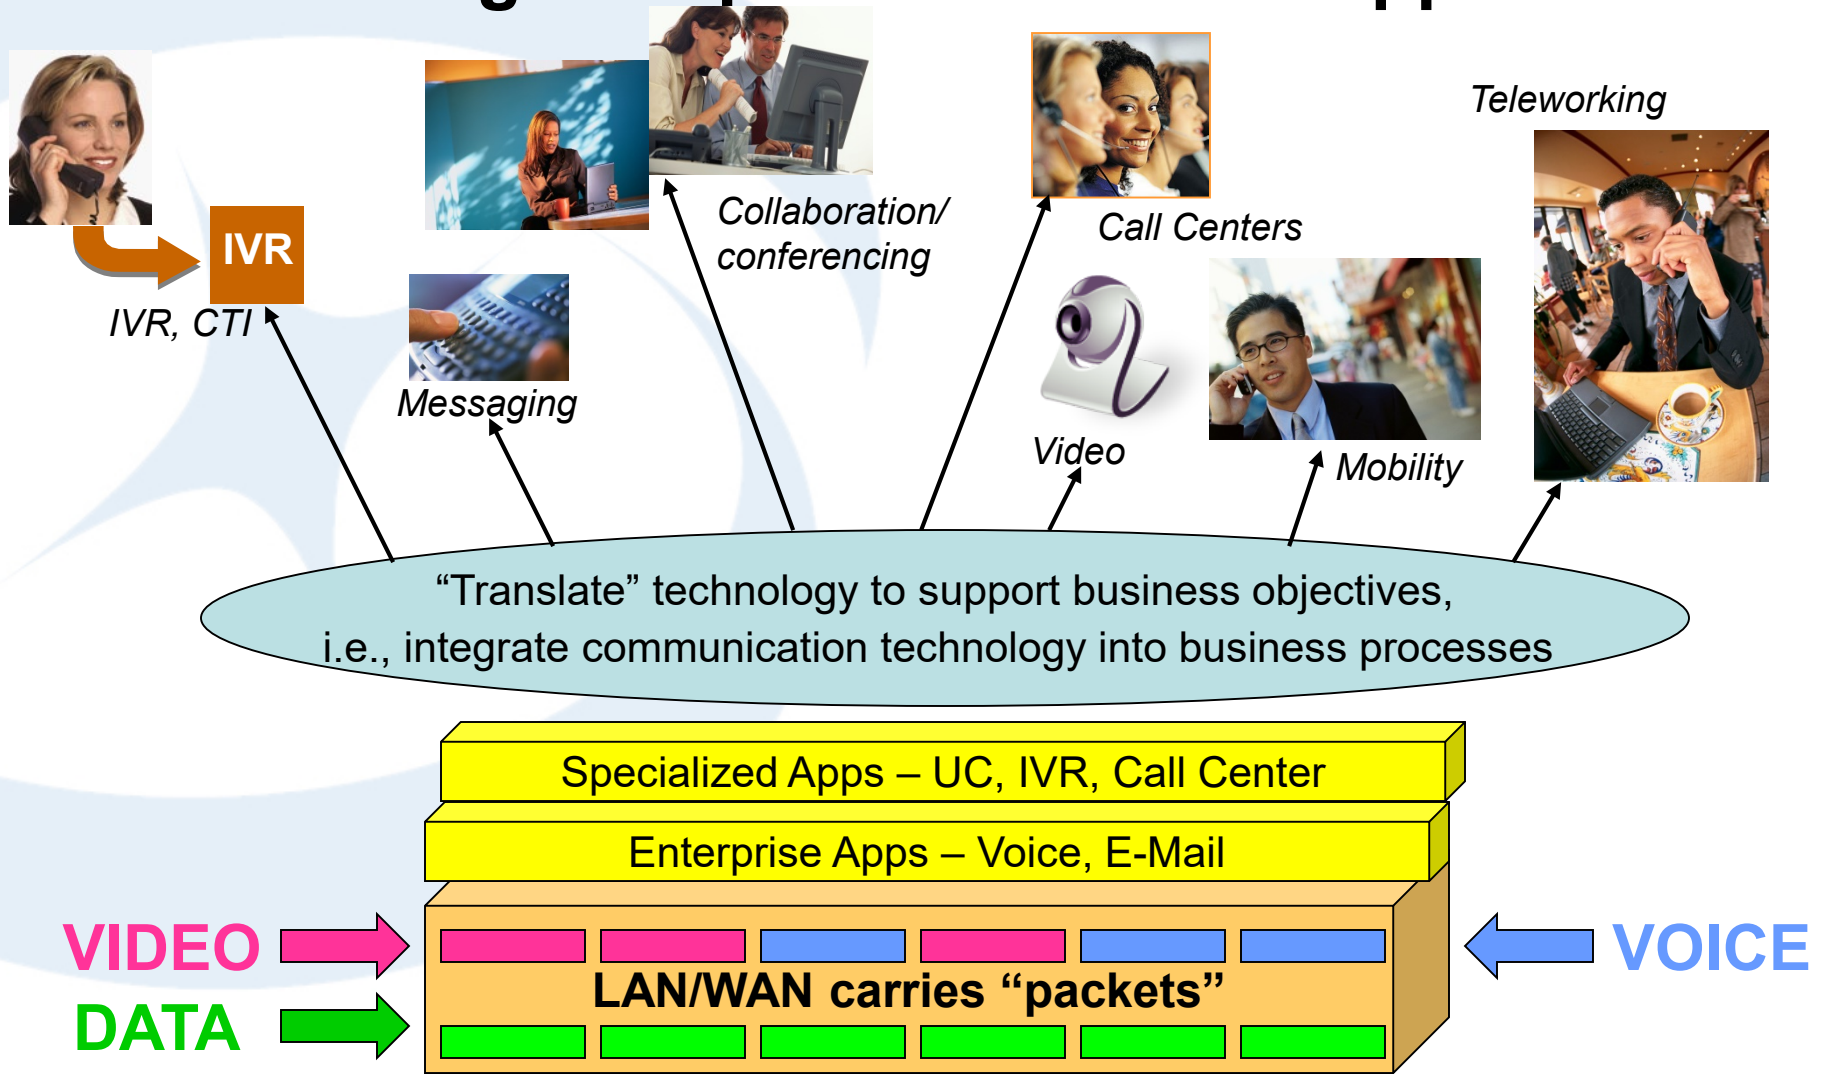 Teleworking
IVR
Collaboration/
conferencing
Call Centers
IVR, CTI
Messaging
Video
Mobility
“Translate” technology to support business objectives,
i.e., integrate communication technology into business processes
Specialized Apps – UC, IVR, Call Center
Enterprise Apps – Voice, E-Mail
VIDEO
VOICE
LAN/WAN carries “packets”
DATA